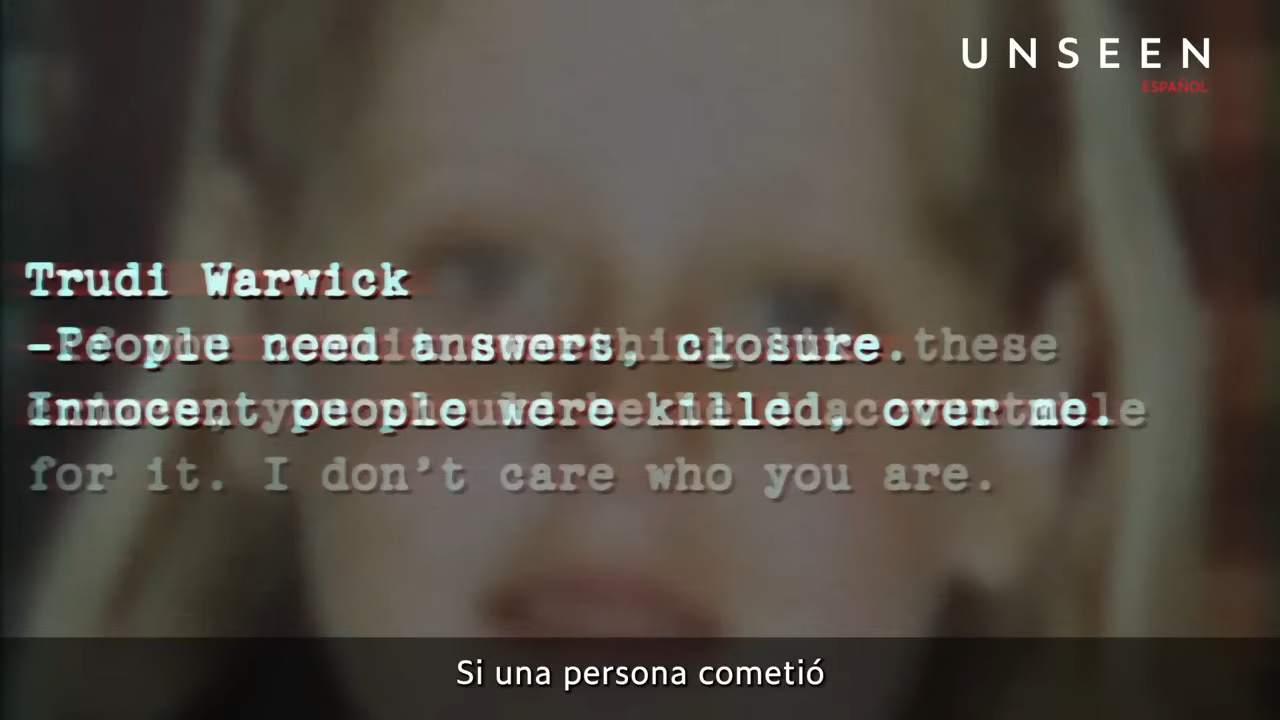 UNSEEN
ESPAÑOL
Trudi Warwick
-People need answers, closure. these
Innocent people were killed, over me.
for it. I don't care who you are.
Si una persona cometió